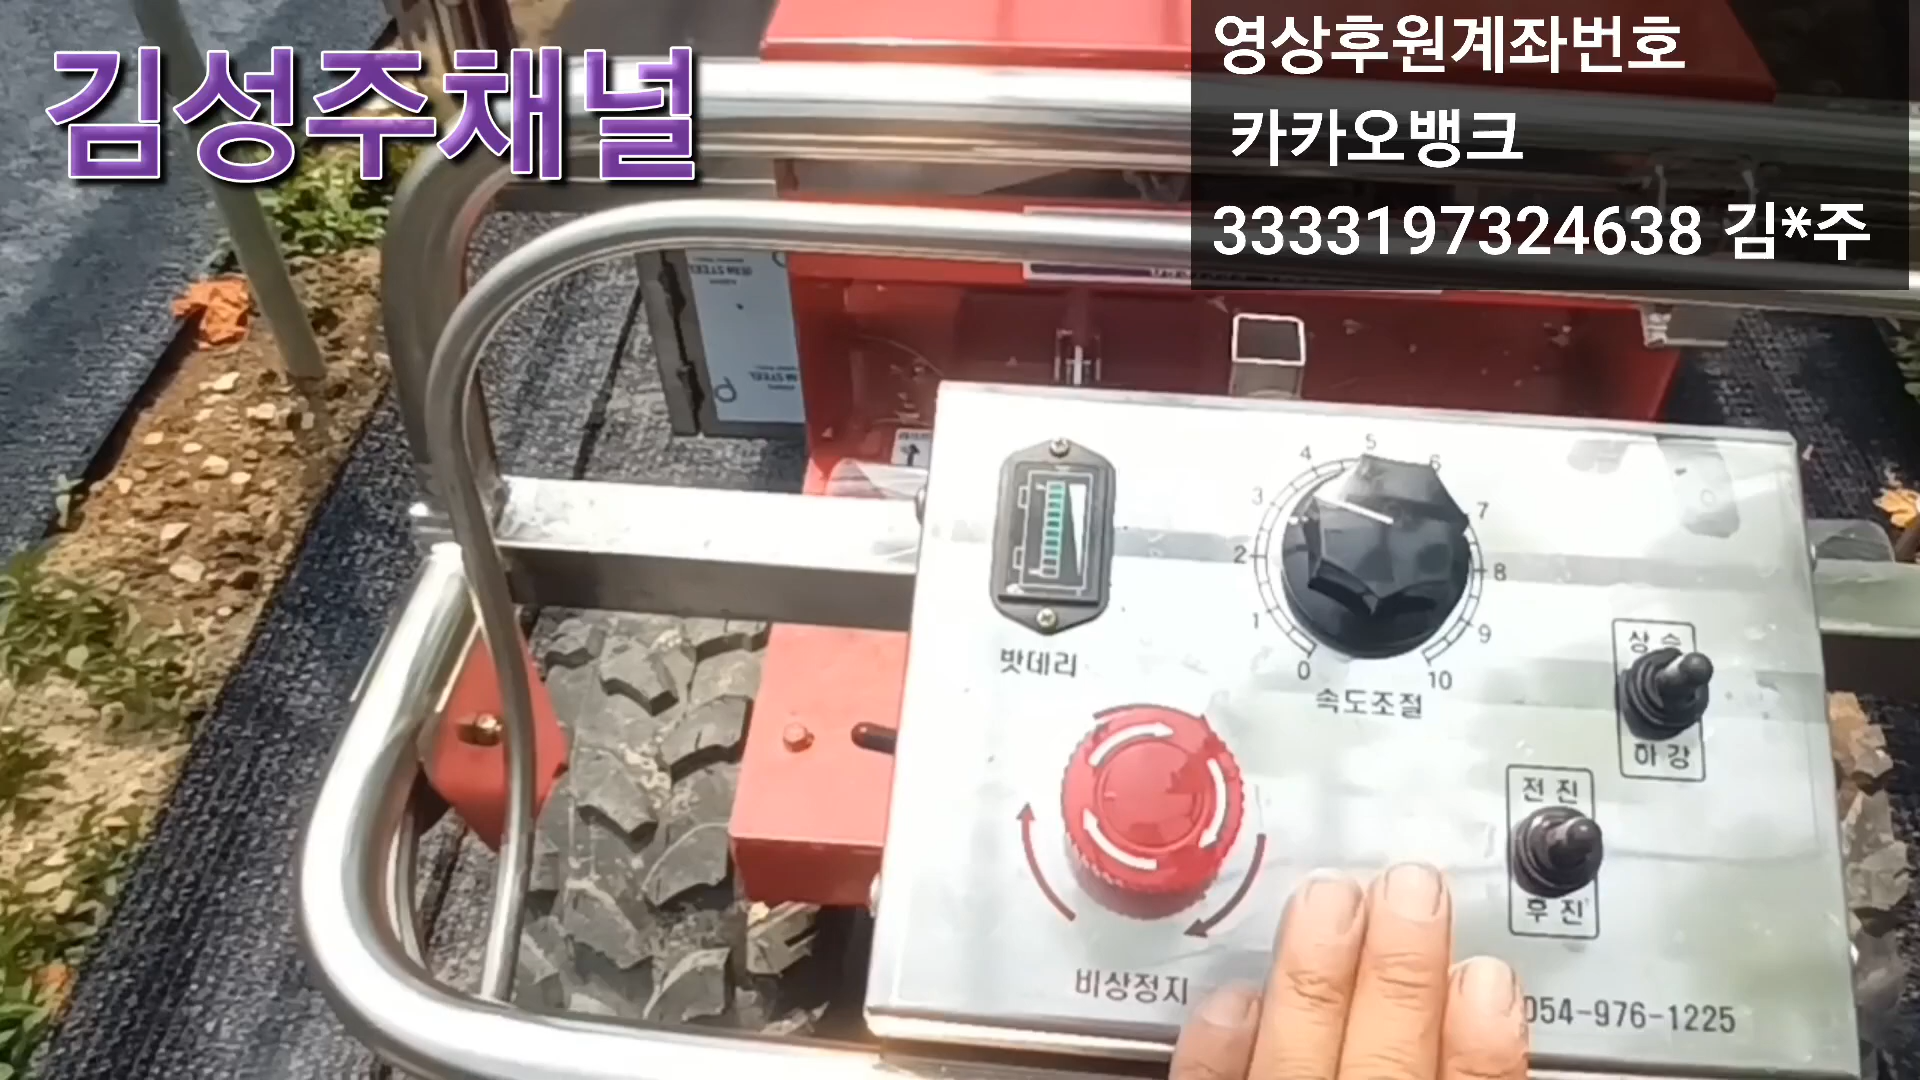 김성주채널
영상후원계좌번호
카카오뱅크
3333197324638 김*주
밧데리
0 1 2 3 4 5 6 7 8 9 10
속도조절
상승
하강
전진
후진
비상정지
054-976-1225